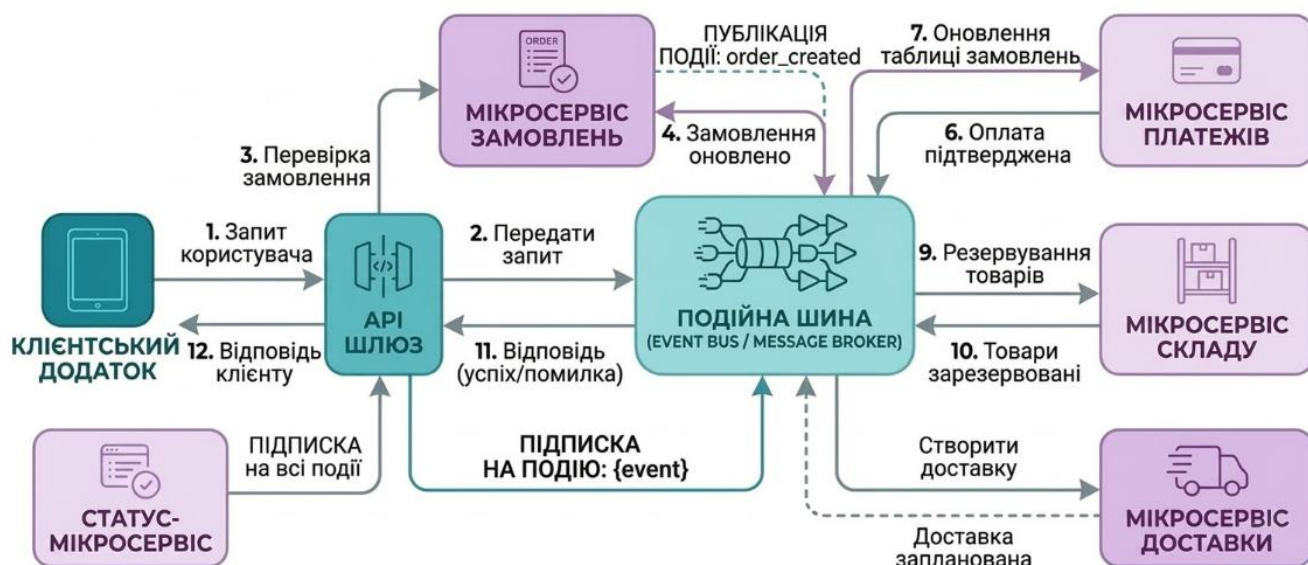 ORDER
МІКРОСЕРВІС
ЗАМОВЛЕНЬ
ПУБЛІКАЦІЯ
ПОДІЇ: order_created
4. Замовлення
оновлено
7. Оновлення
таблиці замовлень
6. Оплата
підтверджена
МІКРОСЕРВІС
ПЛАТЕЖІВ
3. Перевірка
замовлення
1. Запит
користувача
2. Передати
запит
КЛІЄНТСЬКИЙ
ДОДАТОК
12. Відповідь
клієнту
</>
АРІ
ШЛЮЗ
11. Відповідь
(успіх/помилка)
ПОДІЙНА ШИНА
(EVENT BUS / MESSAGE BROKER)
9. Резервування
товарів
10. Товари
зарезервовані
МІКРОСЕРВІС
СКЛАДУ
СТАТУС-
МІКРОСЕРВІС
ПІДПИСКА
на всі події
ПІДПИСКА
НА ПОДІЮ: {event}
Створити
доставку
Доставка
запланована
МІКРОСЕРВІС
ДОСТАВКИ